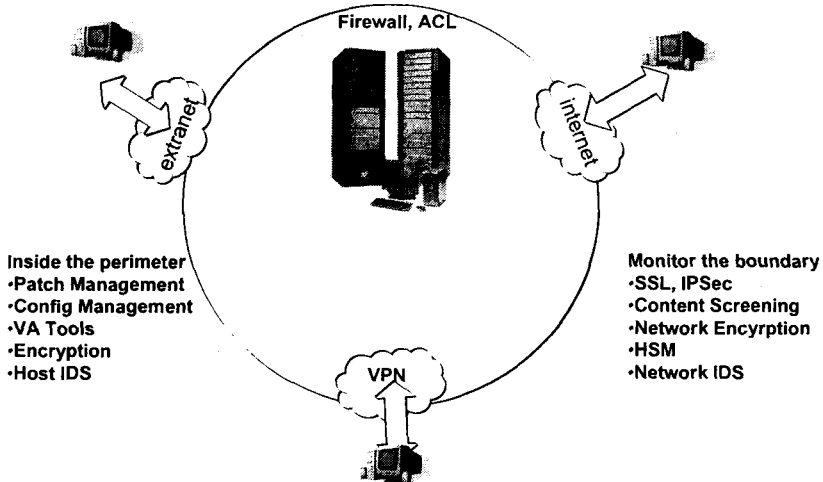 Firewall, ACL
extranet
internet
Inside the perimeter
•Patch Management
•Config Management
•VA Tools
•Encryption
•Host IDS
Monitor the boundary
•SSL, IPSec
•Content Screening
•Network Encyrption
•HSM
•Network IDS
VPN